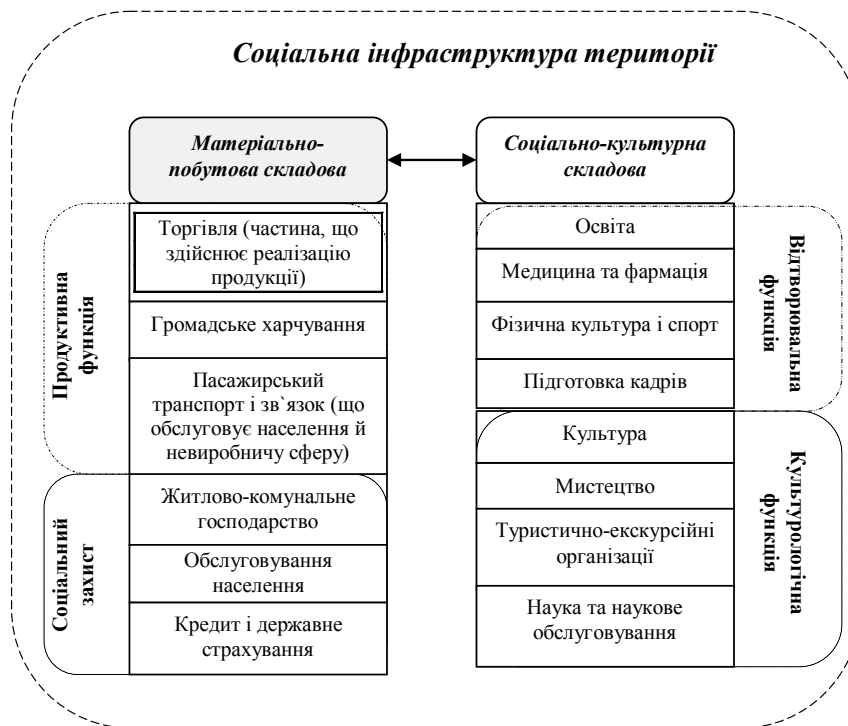 Соціальна інфраструктура території
Матеріально-
побутова складова
Соціально-культурна
складова
Продуктивна
функція
Торгівля (частина, що
здійснює реалізацію
продукції)
Громадське харчування
Пасажирський
транспорт і зв`язок (що
обслуговує населення й
невиробничу сферу)
Соціальний
захист
Житлово-комунальне
господарство
Обслуговування
населення
Кредит і державне
страхування
Освіта
Медицина та фармація
Фізична культура і спорт
Підготовка кадрів
Відтворювальна
функція
Культура
Мистецтво
Туристично-екскурсійні
організації
Наука та наукове
обслуговування
Культурологічна
функція